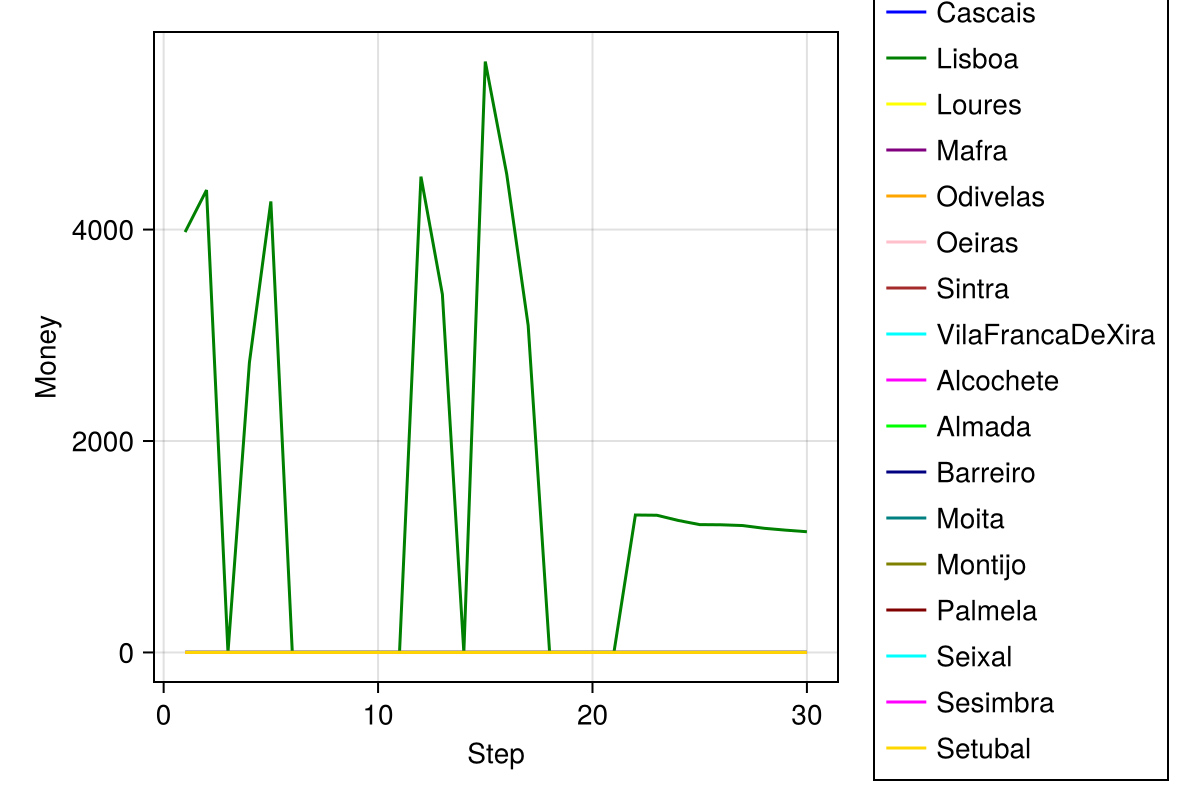 Money
4000
2000
0
0
10
20
30
Step
Cascais
Lisboa
Loures
Mafra
Odivelas
Oeiras
Sintra
VilaFrancaDeXira
Alcochete
Almada
Barreiro
Moita
Montijo
Palmela
Seixal
Sesimbra
Setubal